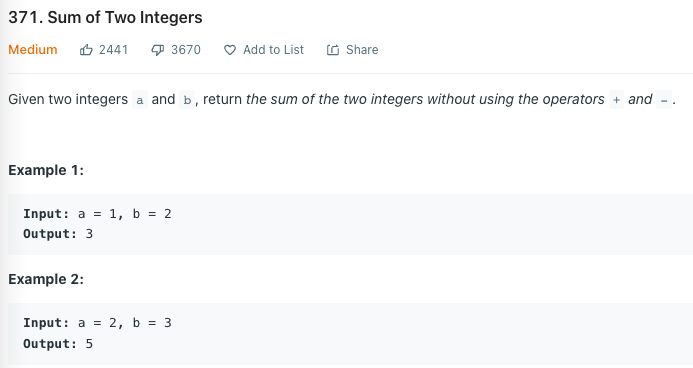 371. Sum of Two Integers
Medium 2441 3670 Add to List Share
Given two integers a and b, return the sum of the two integers without using the operators + and -.
Example 1:
Input: a = 1, b = 2
Output: 3
Example 2:
Input: a = 2, b = 3
Output: 5